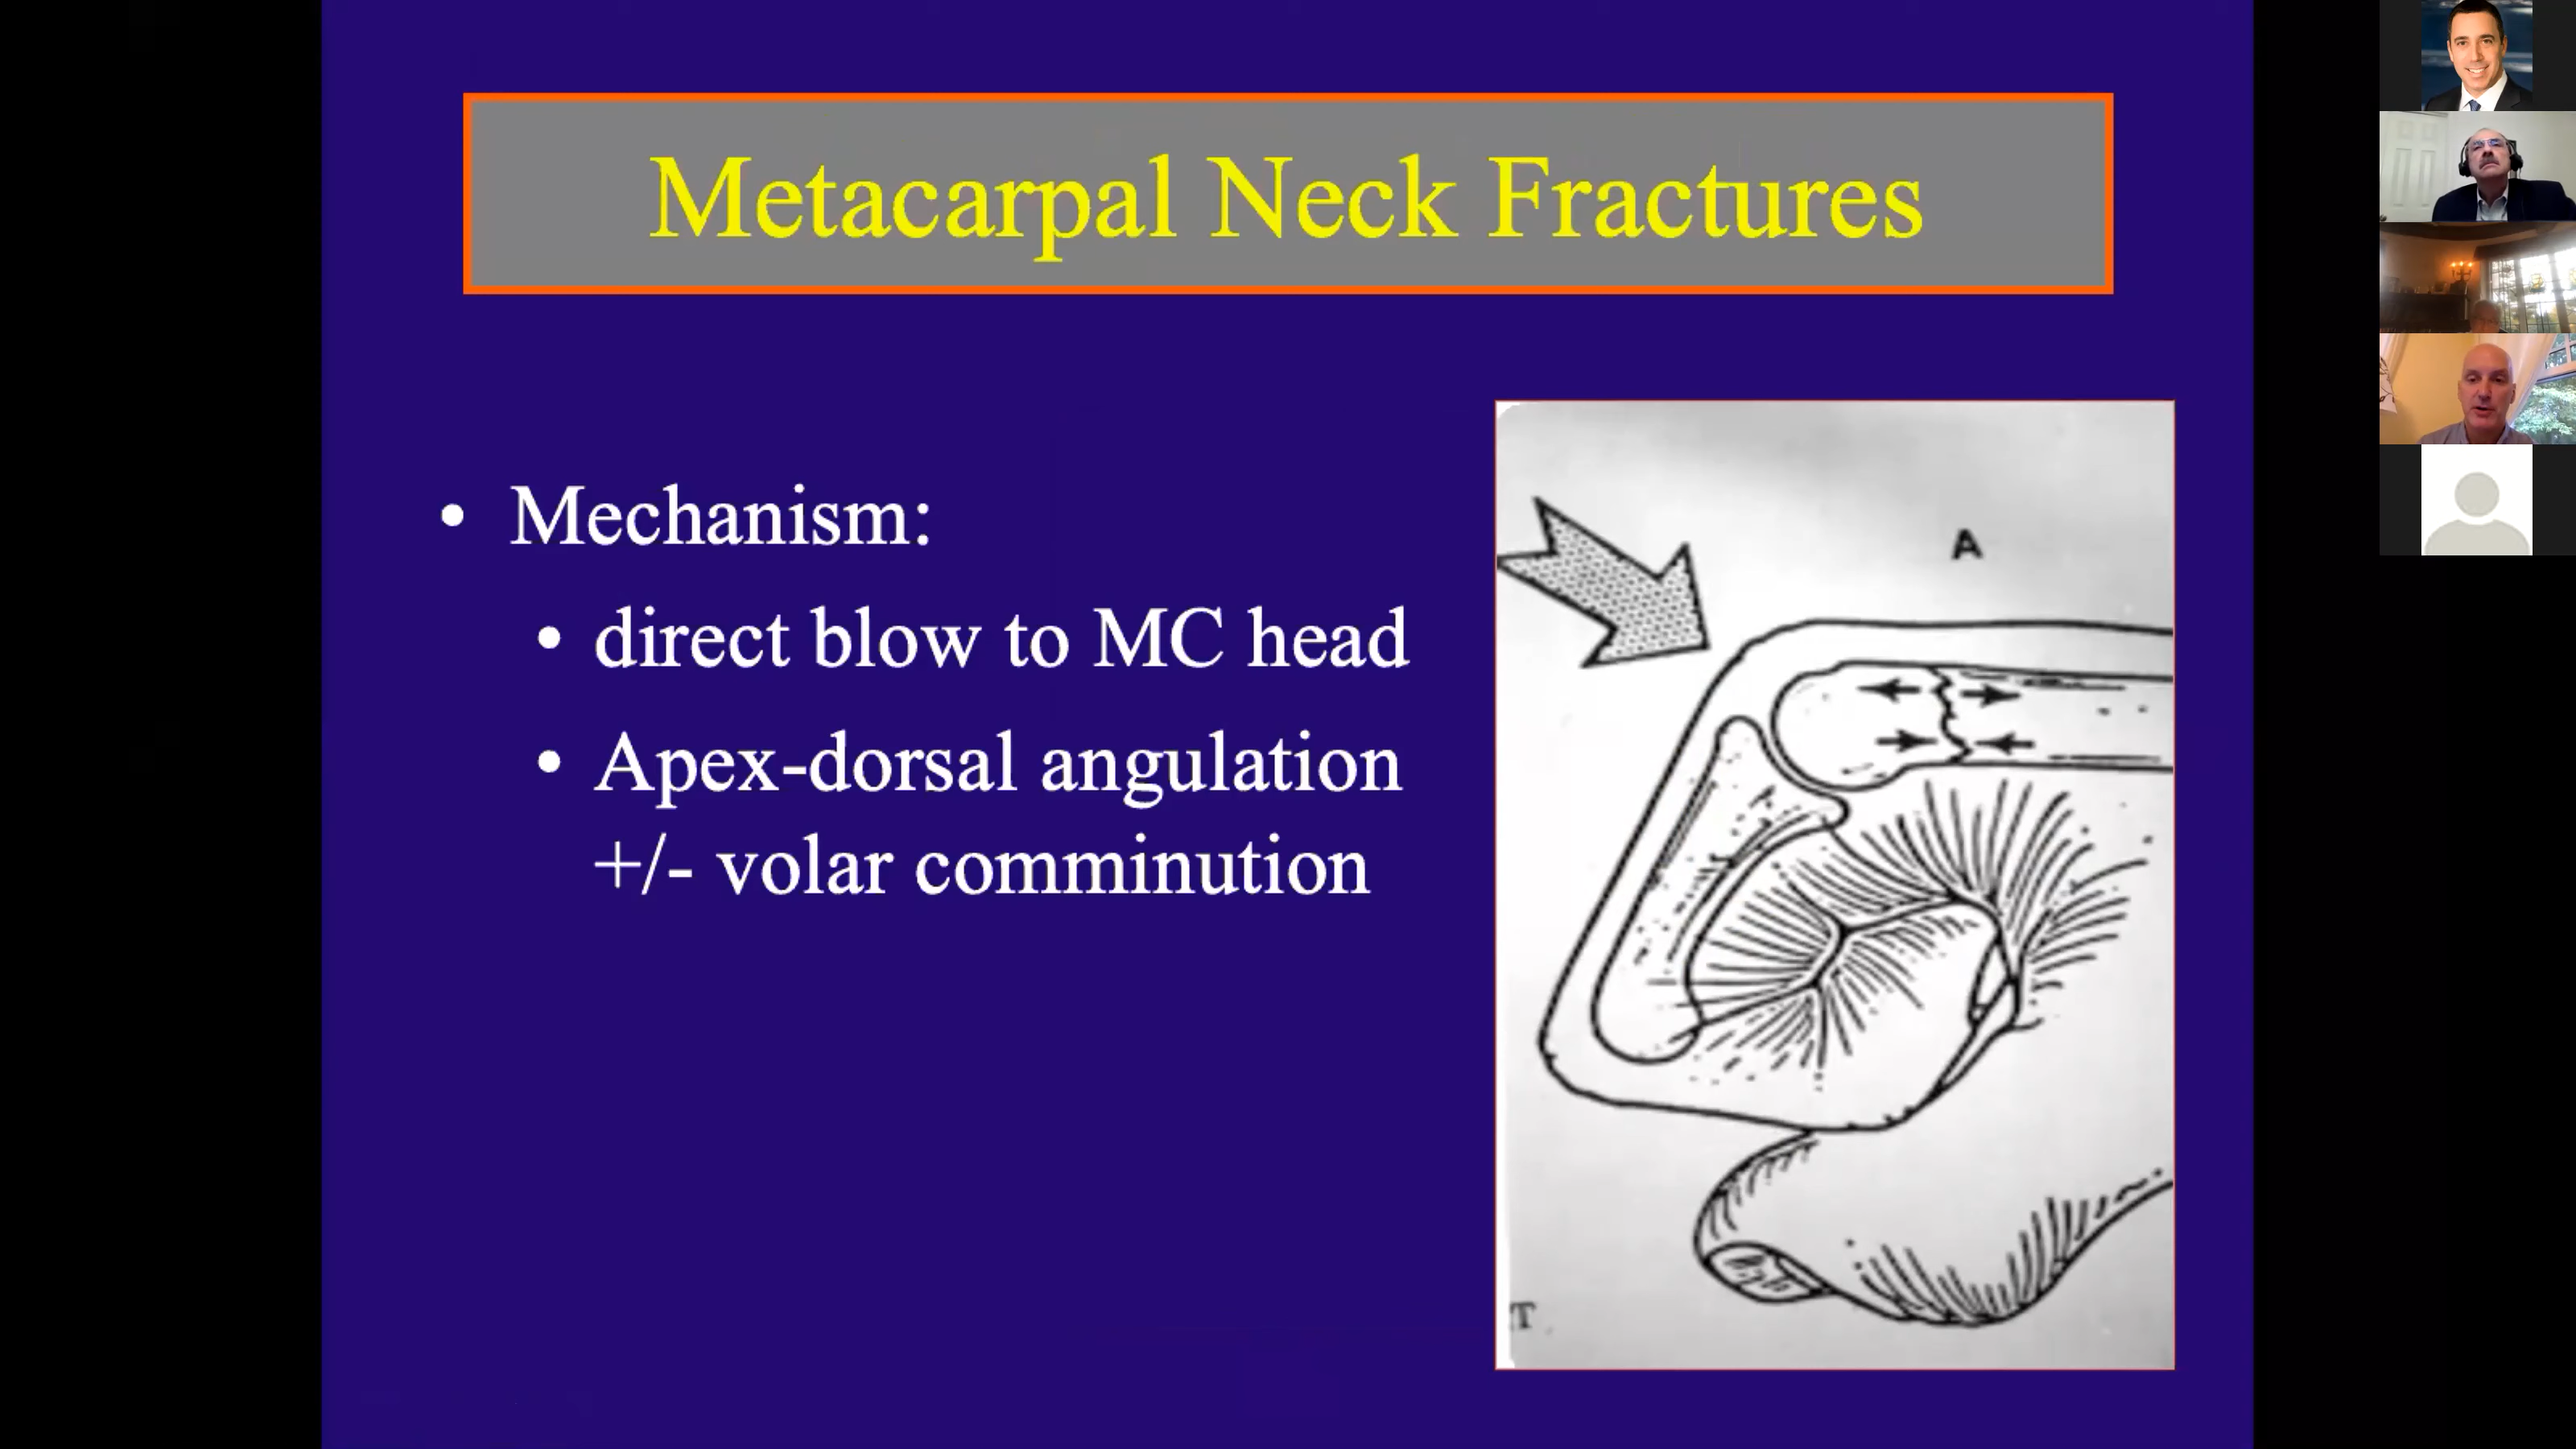 Metacarpal Neck Fractures
• Mechanism:
• direct blow to MC head
• Apex-dorsal angulation
+/- volar comminution
A
T